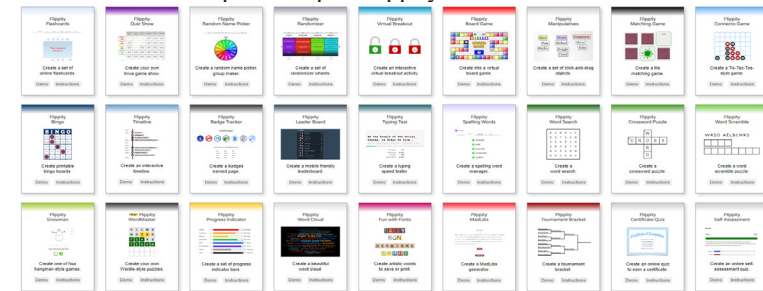 Flippity
Flashcards
Create a set of
online flashcards.
Demo Instructions
Flippity
Quiz Show
Create your own
trivia game show.
Demo Instructions
Flippity
Random Name Picker
Create a random name picker,
group maker.
Demo Instructions
Flippity
Randomizer
Create a set of
randomizer wheels.
Demo Instructions
Flippity
Virtual Breakout
Create an interactive
virtual breakout activity.
Demo Instructions
Flippity
Board Game
Create into a virtual
board game.
Demo Instructions
Flippity
Manipulatives
Create a set of click-and-drag
objects.
Demo Instructions
Flippity
Matching Game
Create a tile
matching game.
Demo Instructions
Flippity
Connecto Game
Create a Tic-Tac-Toe-
style game.
Demo Instructions
Flippity
Bingo
BINGO
Create printable
bingo boards.
Demo Instructions
Flippity
Timeline
Create an interactive
timeline.
Demo Instructions
Flippity
Badge Tracker
Create a badges
earned page.
Demo Instructions
Flippity
Leader Board
Create a mobile friendly
leaderboard.
Demo Instructions
Flippity
Typing Test
Create a typing
speed tester.
Demo Instructions
Flippity
Spelling Words
Create a spelling word
manager.
Demo Instructions
Flippity
Word Search
Create a
word search.
Demo Instructions
Flippity
Crossword Puzzle
Create a
crossword puzzle.
Demo Instructions
Flippity
Word Scramble
WRDO AELBCMRS
Create a word
scramble puzzle
Demo Instructions
Flippity
Snowman
Create one of four
hangman-style games.
Demo Instructions
Flippity
WordMaster
Create your own
Wordle-style puzzles.
Demo Instructions
Flippity
Progress Indicator
Create a set of progress
indicator bars.
Demo Instructions
Flippity
Word Cloud
Create a beautiful
word cloud.
Demo Instructions
Flippity
Fun with Fonts
Create artistic words
to save or print.
Demo Instructions
Flippity
MadLibs
Create a MadLibs
generator
Demo Instructions
Flippity
Tournament Bracket
Create a tournament
bracket.
Demo Instructions
Flippity
Certificate Quiz
Create an online quiz
to earn a certificate.
Demo Instructions
Flippity
Self Assessment
Create an online self-
assessment quiz.
Demo Instructions